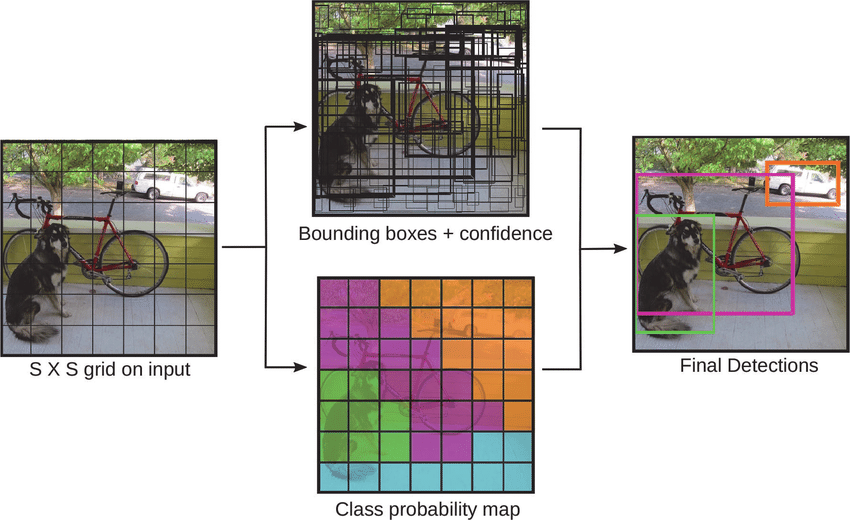 S X S grid on input
Bounding boxes + confidence
Class probability map
Final Detections